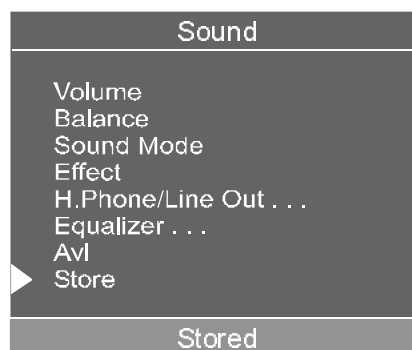 Sound
Volume
Balance
Sound Mode
Effect
H.Phone/Line Out . . .
Equalizer . . .
Avl
Store
Stored